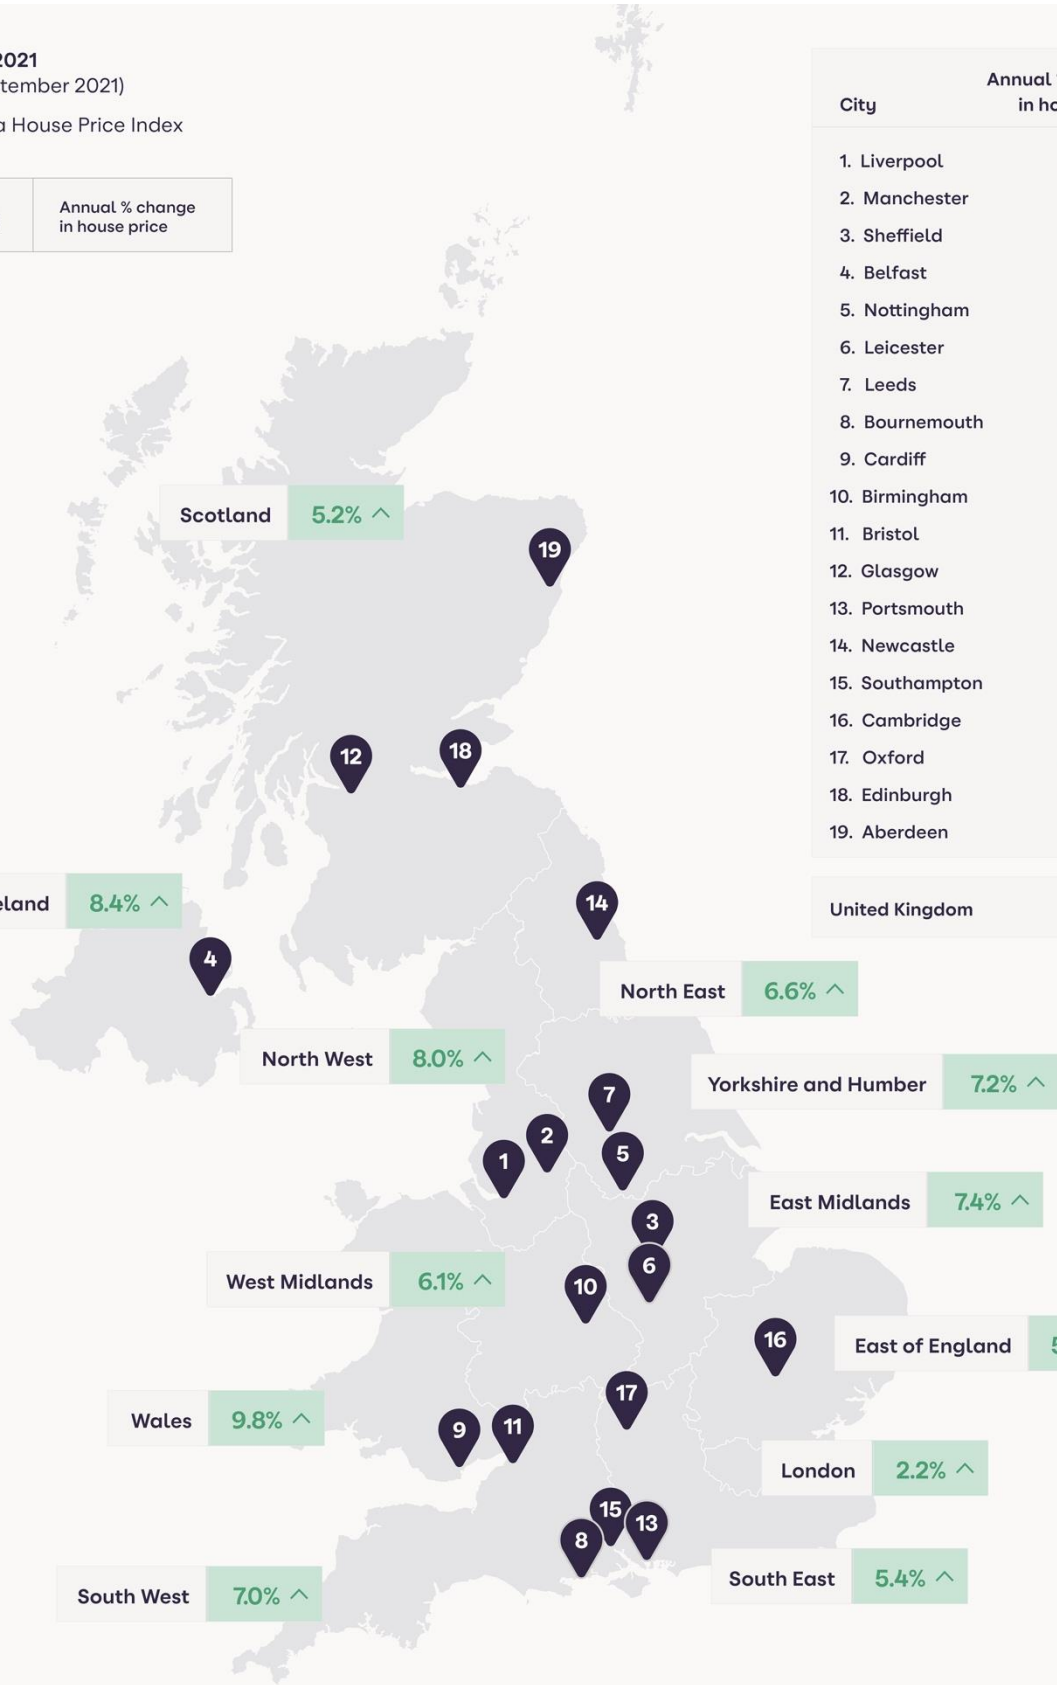 2021
tember 2021)
a House Price Index
Annual % change
in house price
City
Annual
in ho
1. Liverpool
2. Manchester
3. Sheffield
4. Belfast
5. Nottingham
6. Leicester
7. Leeds
8. Bournemouth
9. Cardiff
10. Birmingham
11. Bristol
12. Glasgow
13. Portsmouth
14. Newcastle
15. Southampton
16. Cambridge
17. Oxford
18. Edinburgh
19. Aberdeen
United Kingdom
Scotland 5.2%
19
12
18
eland 8.4%
14
4
North East 6.6%
North West 8.0%
Yorkshire and Humber 7.2%
7
2
1
5
East Midlands 7.4%
3
6
West Midlands 6.1%
10
16
East of England 5
17
Wales 9.8%
9
11
London 2.2%
15
13
8
South East 5.4%
South West 7.0%